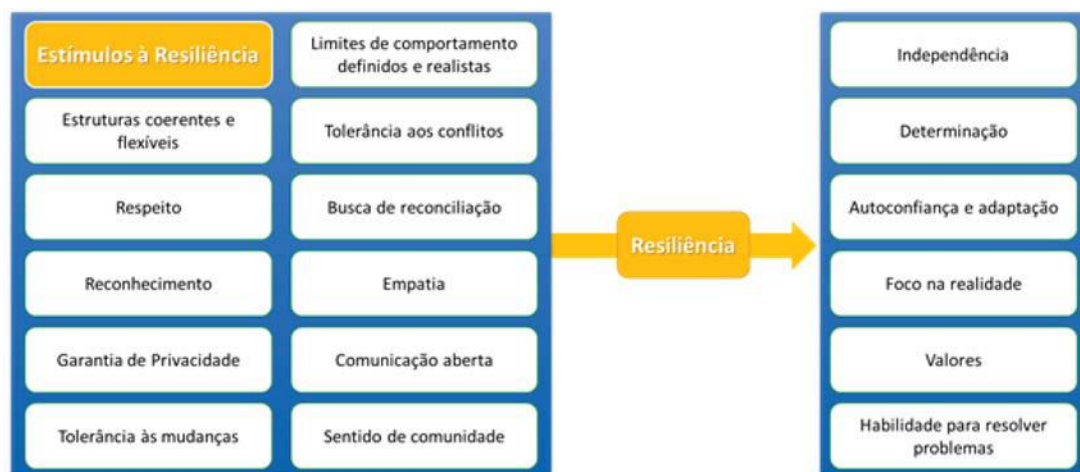 Estímulos à Resiliência
Estruturas coerentes e
flexíveis
Respeito
Reconhecimento
Garantia de Privacidade
Tolerância às mudanças
Limites de comportamento
definidos e realistas
Tolerância aos conflitos
Busca de reconciliação
Empatia
Comunicação aberta
Sentido de comunidade
Resiliência
Independência
Determinação
Autoconfiança e adaptação
Foco na realidade
Valores
Habilidade para resolver
problemas